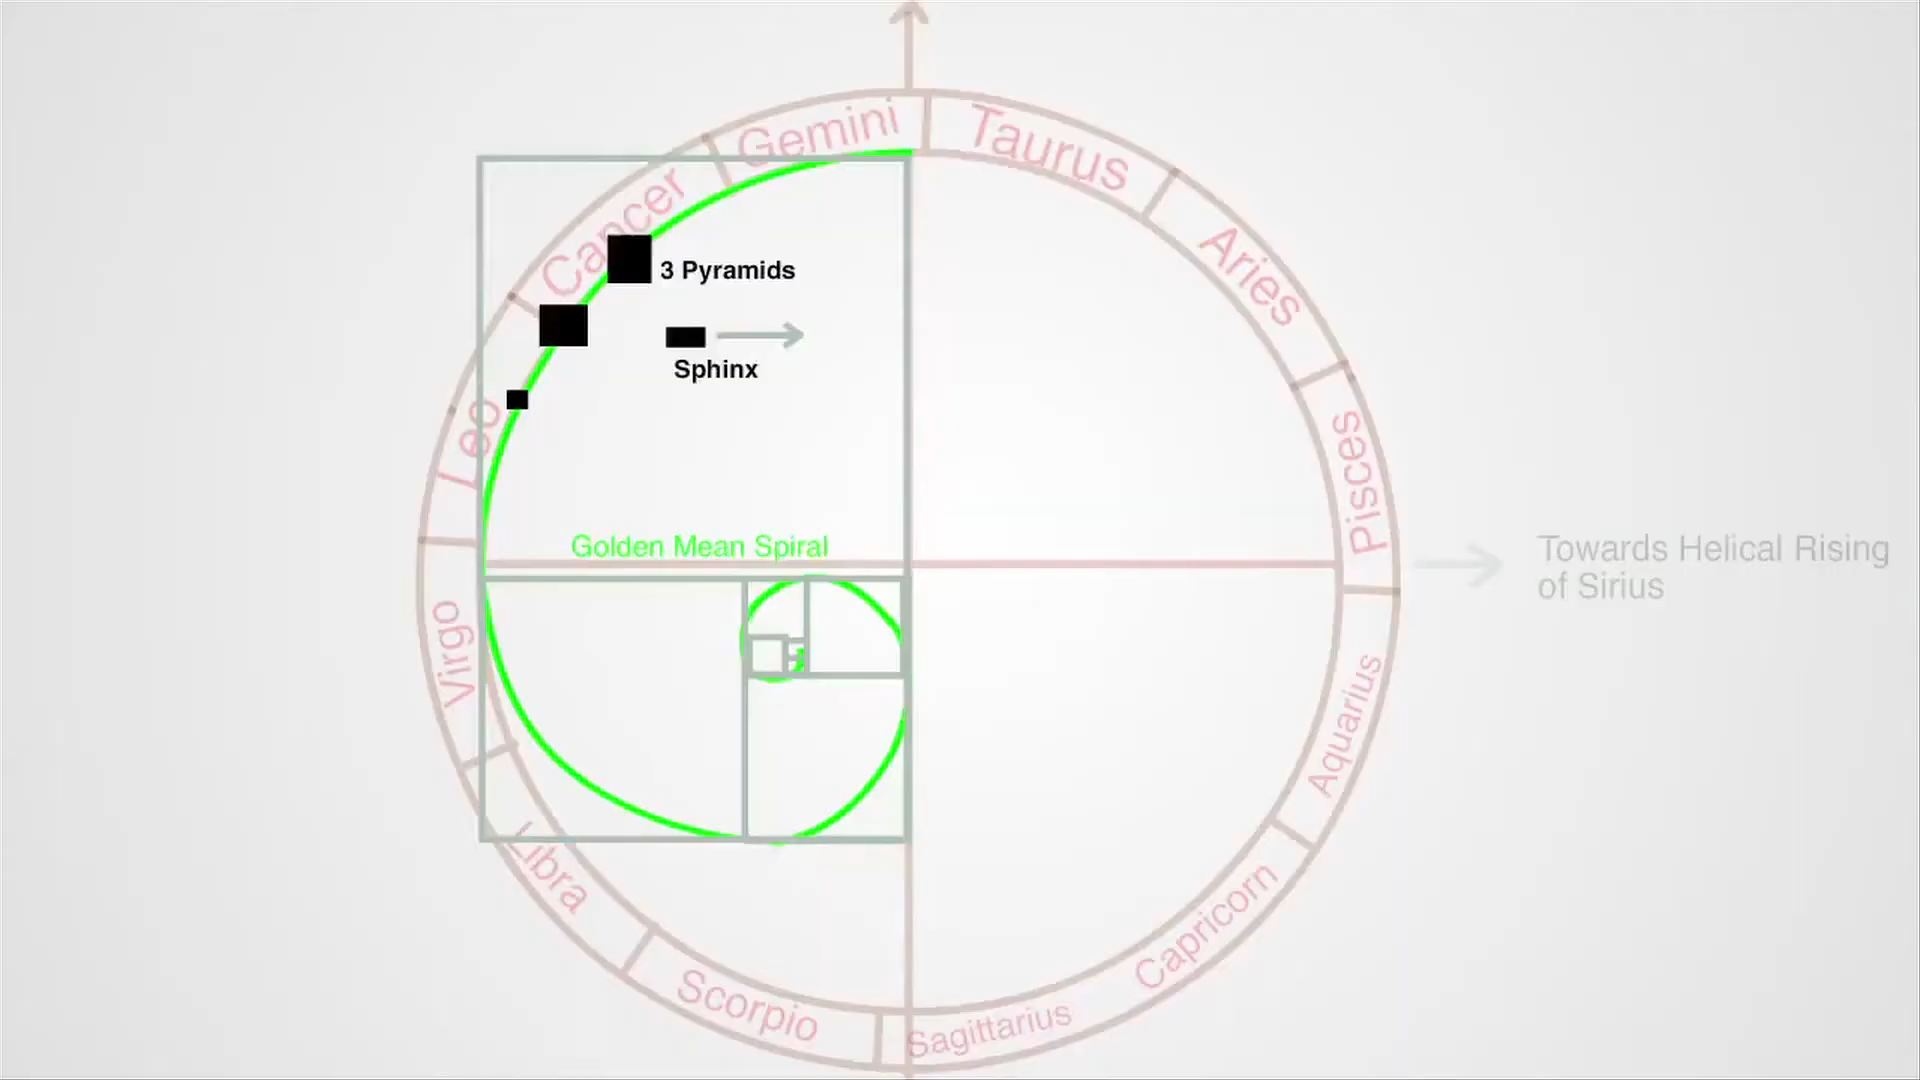 Gemini
Taurus
Cancer
Aries
3 Pyramids
Sphinx
Leo
Pisces
Golden Mean Spiral
Towards Helical Rising
of Sirius
Virgo
Aquarius
Libra
Capricorn
Scorpio
Sagittarius